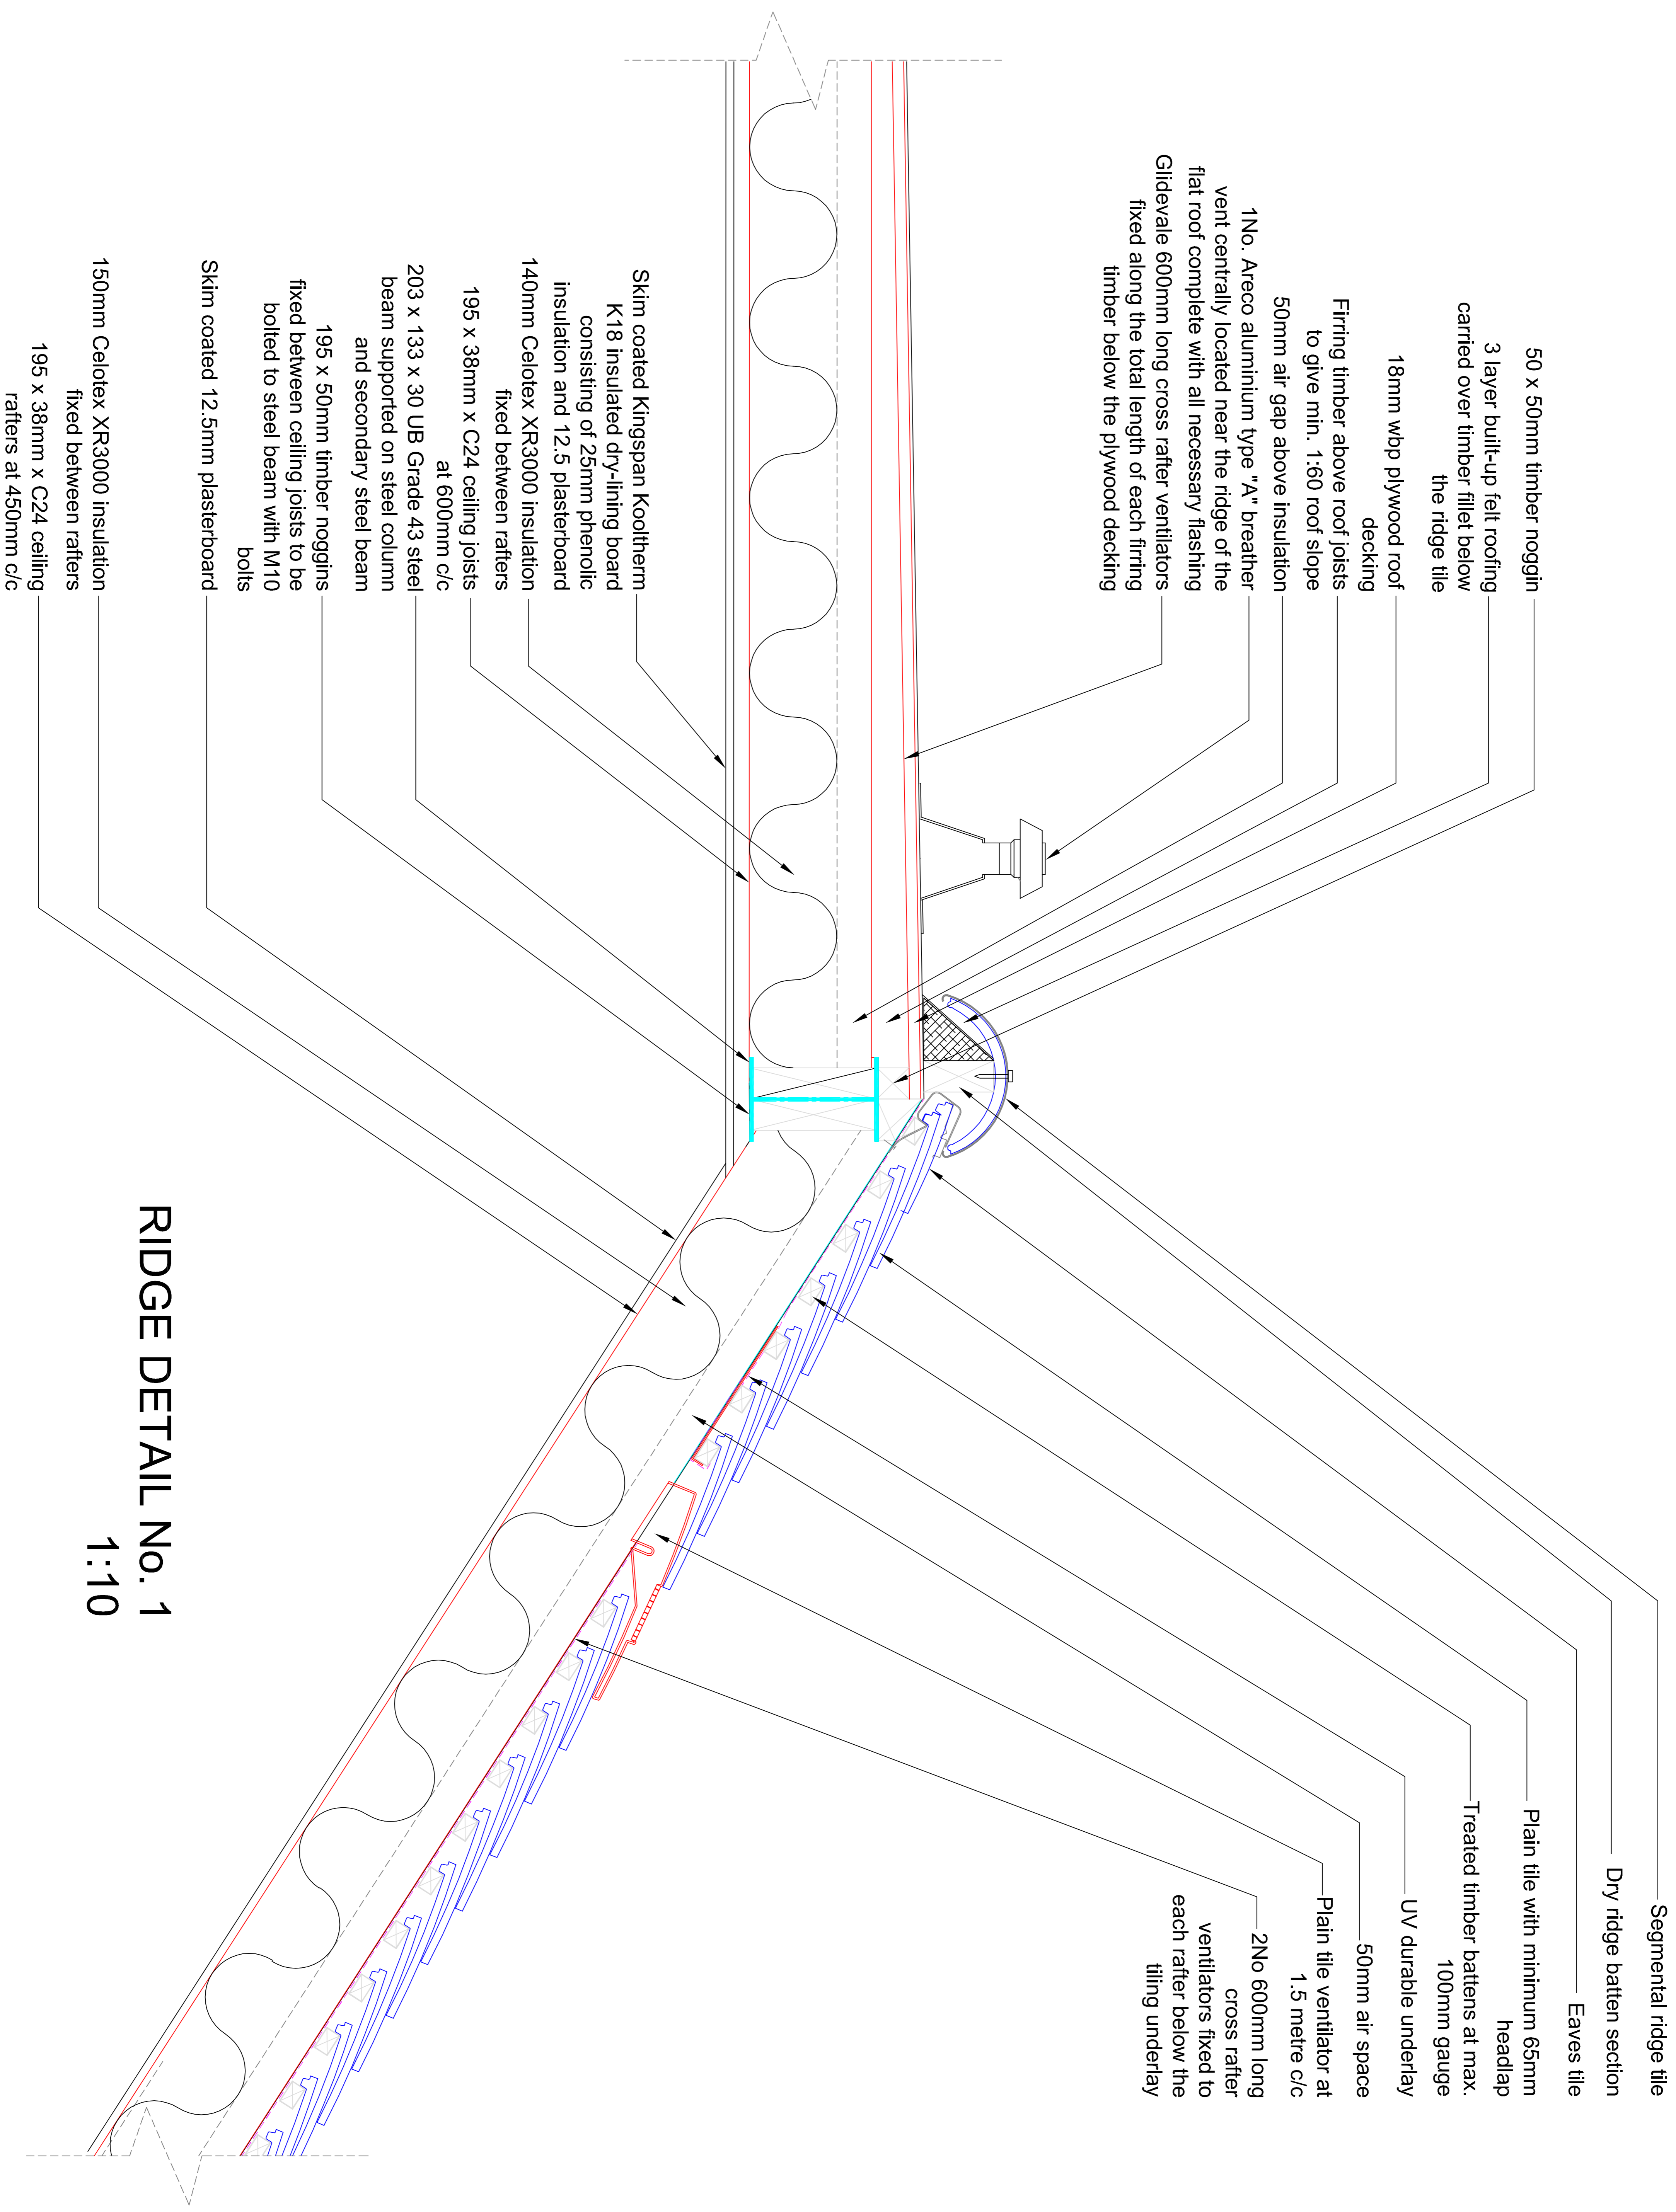 50 x 50mm timber noggin
3 layer built-up felt roofing
carried over timber fillet below
the ridge tile
18mm wbp plywood roof
decking
Firring timber above roof joists
to give min. 1:60 roof slope
50mm air gap above insulation
1No. Areco aluminium type "A" breather
vent centrally located near the ridge of the
flat roof complete with all necessary flashing
Glidevale 600mm long cross rafter ventilators
fixed along the total length of each firring
timber below the plywood decking
Skim coated Kingspan Kooltherm
K18 insulated dry-lining board
consisting of 25mm phenolic
insulation and 12.5 plasterboard
140mm Celotex XR3000 insulation
fixed between rafters
195 x 38mm x C24 ceiling joists
at 600mm c/c
203 x 133 x 30 UB Grade 43 steel
beam supported on steel column
and secondary steel beam
195 x 50mm timber noggins
fixed between ceiling joists to be
bolted to steel beam with M10
bolts
Skim coated 12.5mm plasterboard
150mm Celotex XR3000 insulation
fixed between rafters
195 x 38mm x C24 ceiling
rafters at 450mm c/c
Segmental ridge tile
Dry ridge batten section
Eaves tile
Plain tile with minimum 65mm
headlap
Treated timber battens at max.
100mm gauge
UV durable underlay
50mm air space
Plain tile ventilator at
1.5 metre c/c
2No 600mm long
cross rafter
ventilators fixed to
each rafter below the
tiling underlay
RIDGE DETAIL No. 1
1:10